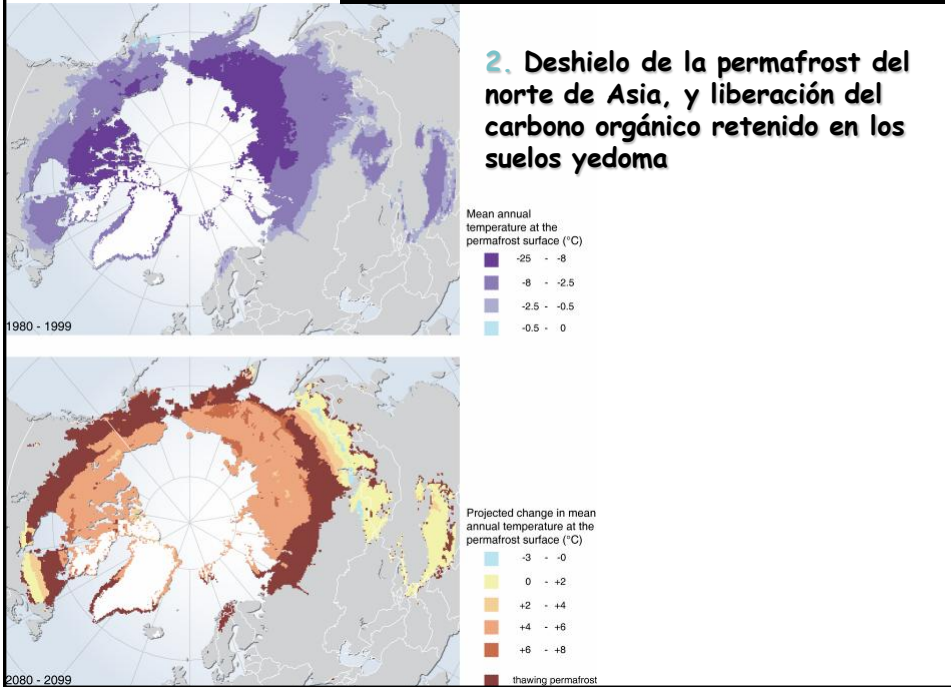 2. Deshielo de la permafrost del
norte de Asia, y liberación del
carbono orgánico retenido en los
suelos yedoma
Mean annual
temperature at the
permafrost surface (°C)
-25 - -8
-8 - -2.5
-2.5 - -0.5
-0.5 - 0
1980 - 1999
Projected change in mean
annual temperature at the
permafrost surface (°C)
-3 - -0
0 - +2
+2 - +4
+4 - +6
+6 - +8
thawing permafrost
2080 - 2099